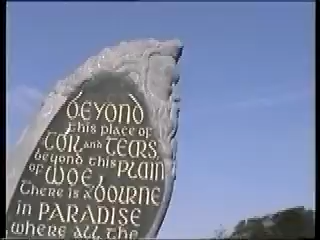 BEYOND
this place of
TOIL and TEARS,
beyond this PLAIN
of WOE,
There is a BOURNE
in PARADISE
where all the